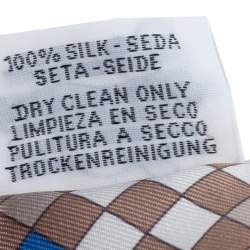 100% SILK-SEDA
SETA-SEIDE
DRY CLEAN ONLY
LIMPIEZA EN SECO
PULITURA A SECCO
TROCKENREINIGUNG